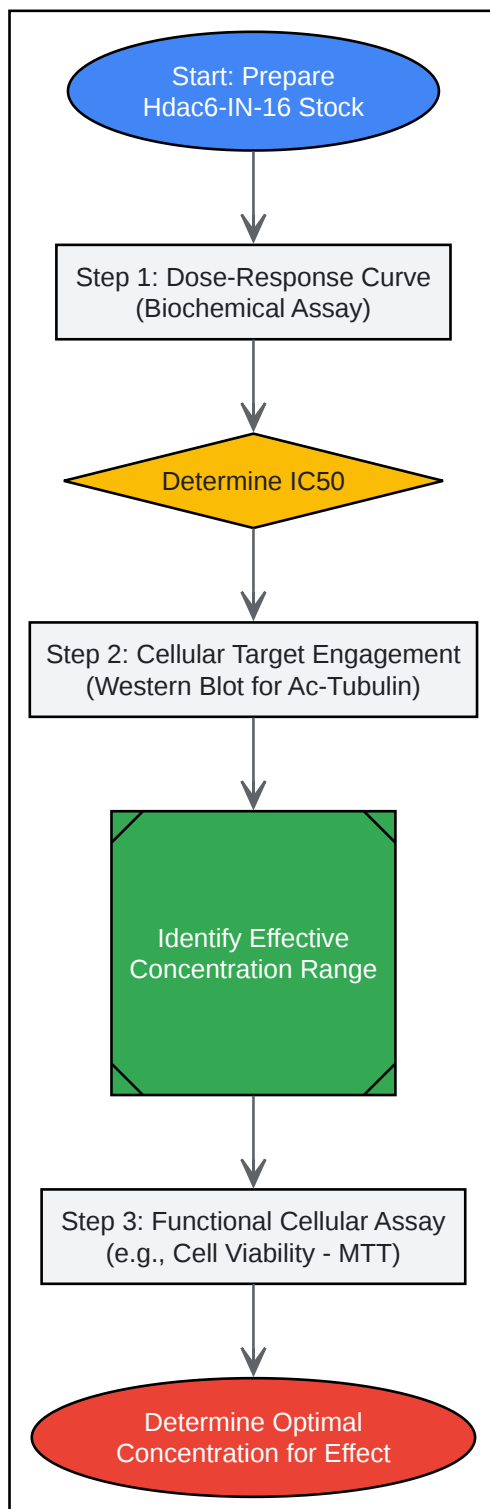 Start: Prepare
Hdac6-IN-16 Stock
Step 1: Dose-Response Curve
(Biochemical Assay)
Determine IC50
Step 2: Cellular Target Engagement
(Western Blot for Ac-Tubulin)
Identify Effective
Concentration Range
Step 3: Functional Cellular Assay
(e.g., Cell Viability - MTT)
Determine Optimal
Concentration for Effect